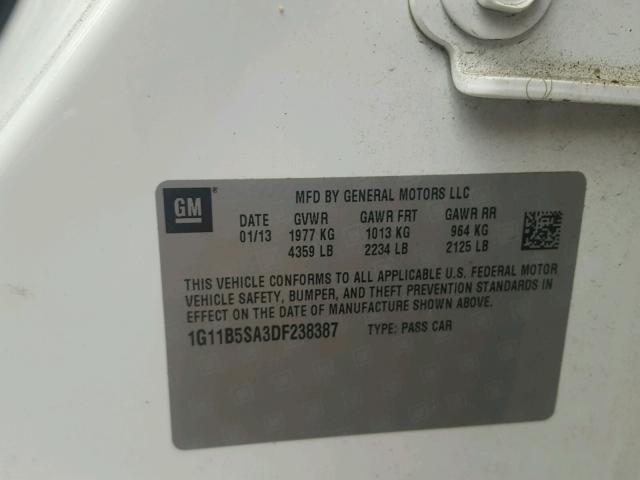 GM®
MFD BY GENERAL MOTORS LLC
DATE GVWR GAWR FRT GAWR RR
01/13 1977 KG 1013 KG 964 KG
4359 LB 2234 LB 2125 LB
THIS VEHICLE CONFORMS TO ALL APPLICABLE U.S. FEDERAL MOTOR
VEHICLE SAFETY, BUMPER, AND THEFT PREVENTION STANDARDS IN
EFFECT ON THE DATE OF MANUFACTURE SHOWN ABOVE.
1G11B5SA3DF238387 TYPE: PASS CAR